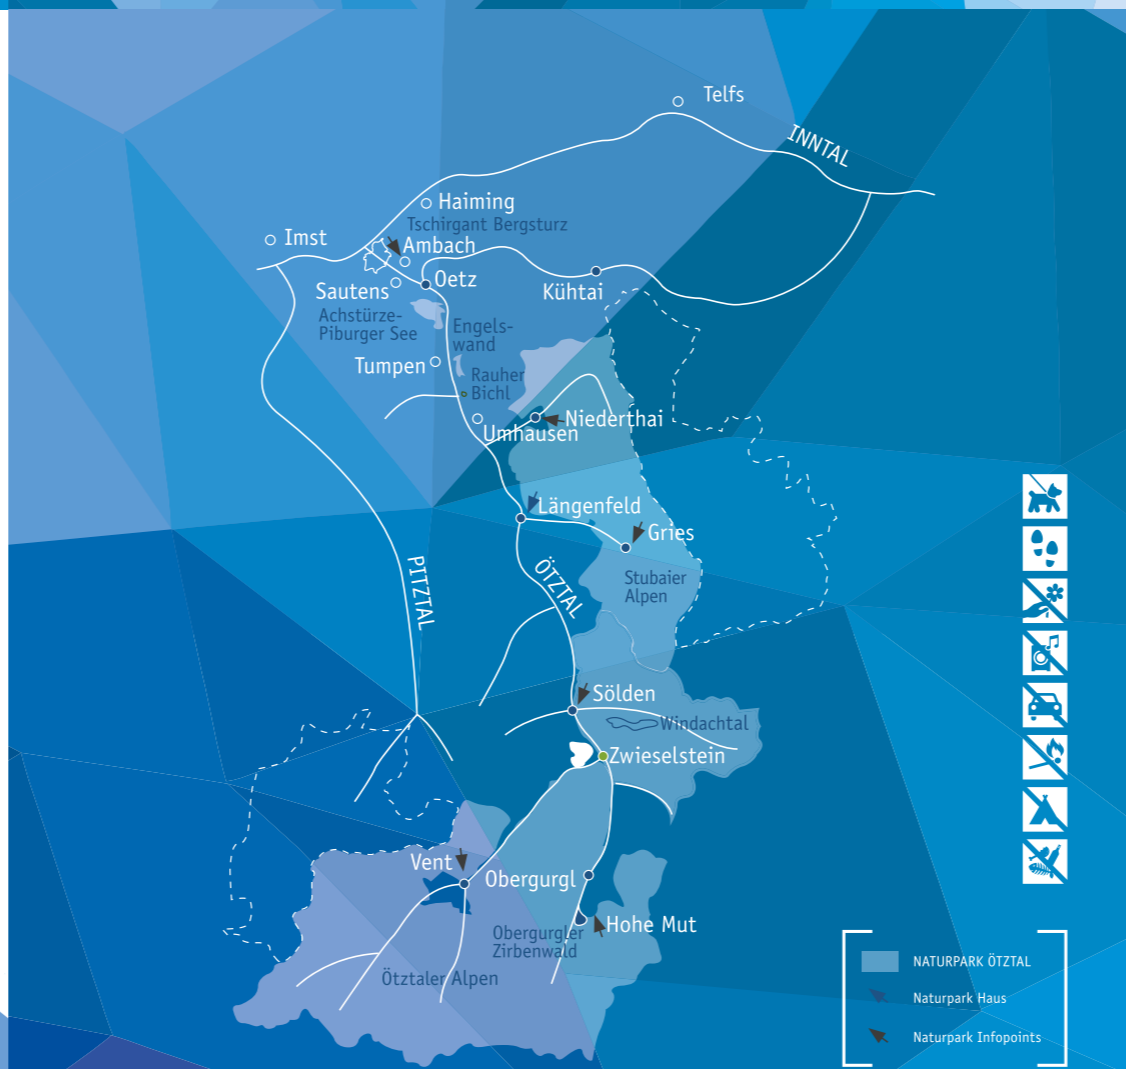 Telfs
INNTAL
Haiming
Tschirgant Bergsturz
Imst
Ambach
Oetz
Sautens
Kühtai
Achstürze-
Piburger See
Engels-
wand
Tumpen
Rauher
Bichl
Niederthai
Umhausen
Längenfeld
Gries
PITZTAL
ÖTZTAL
Stubaier
Alpen
Sölden
Windachtal
Zwieselstein
Vent
Obergurgl
Hohe Mut
Obergurgler
Zirbenwald
Ötztaler Alpen
NATURPARK ÖTZTAL
Naturpark Haus
Naturpark Infopoints